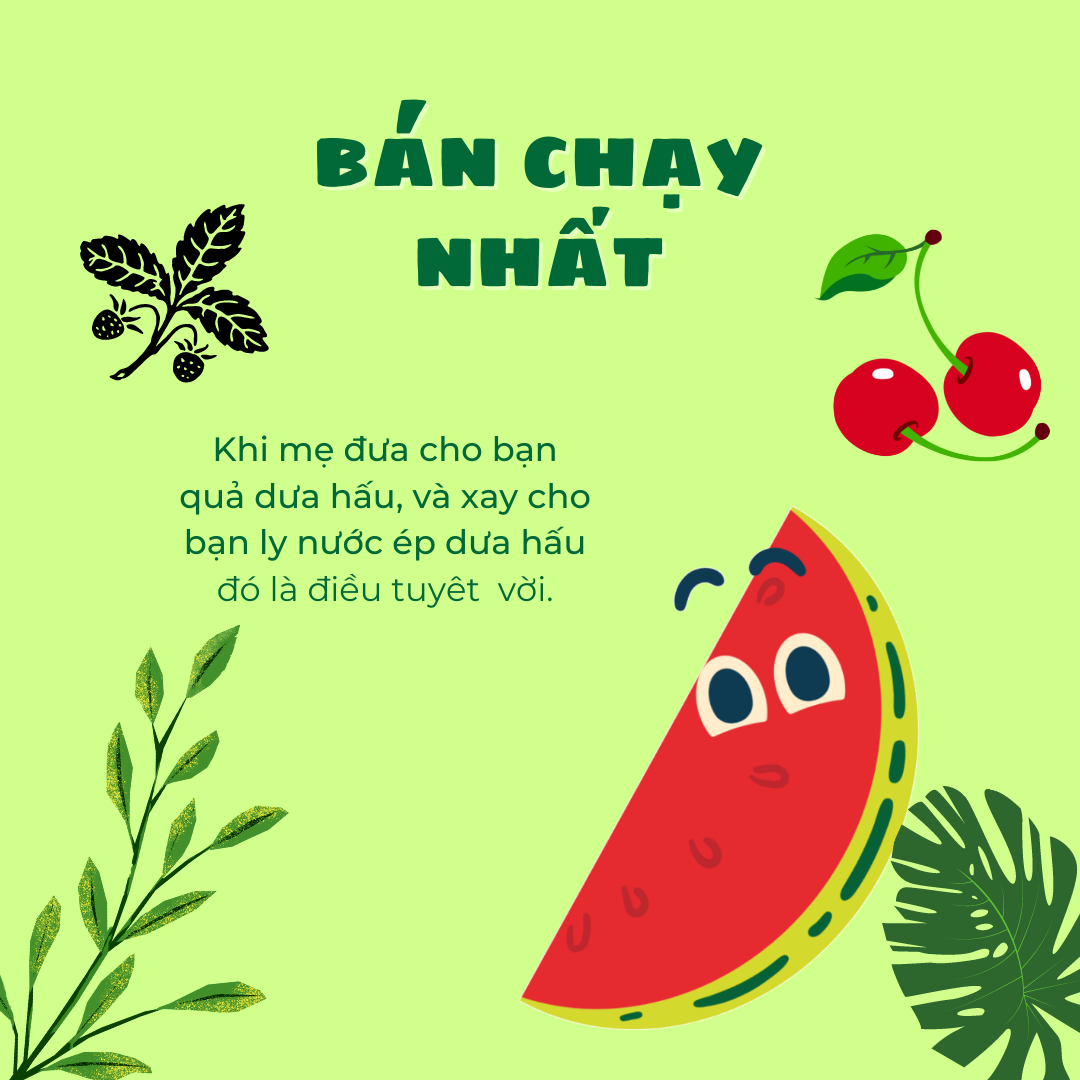 BÁN CHẠY
NHẤT
Khi mẹ đưa cho bạn
quả dưa hấu, và xay cho
bạn ly nước ép dưa hấu
đó là điều tuyêt  vời.